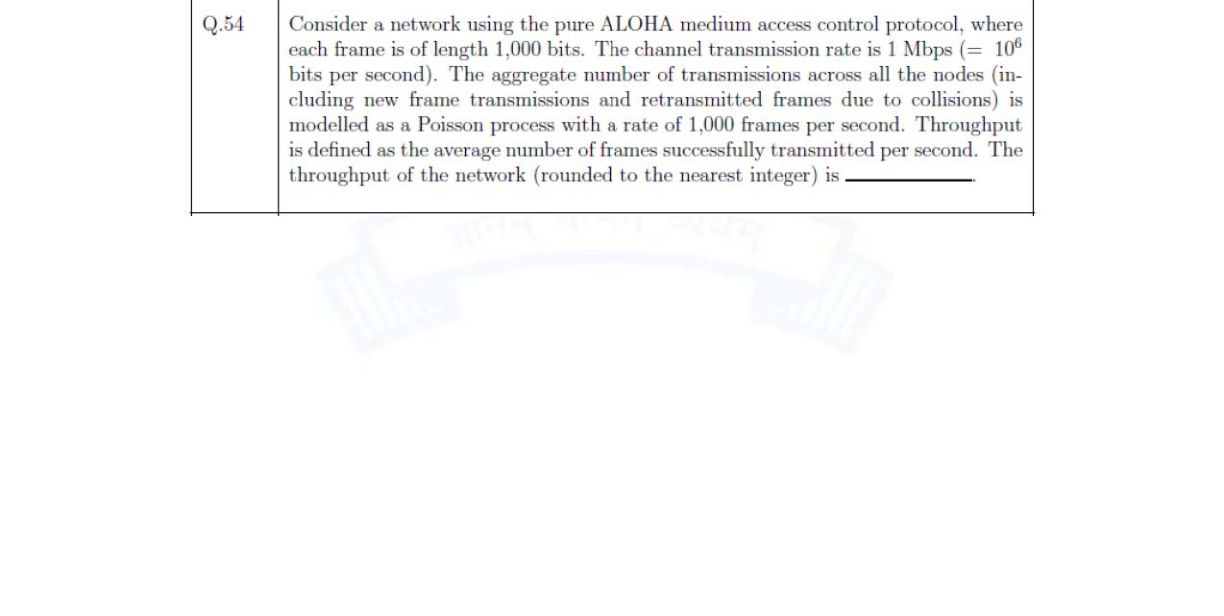 Q.54 Consider a network using the pure ALOHA medium access control protocol, where
each frame is of length 1,000 bits. The channel transmission rate is 1 Mbps (= 10⁶
bits per second). The aggregate number of transmissions across all the nodes (in-
cluding new frame transmissions and retransmitted frames due to collisions) is
modelled as a Poisson process with a rate of 1,000 frames per second. Throughput
is defined as the average number of frames successfully transmitted per second. The
throughput of the network (rounded to the nearest integer) is ____________.